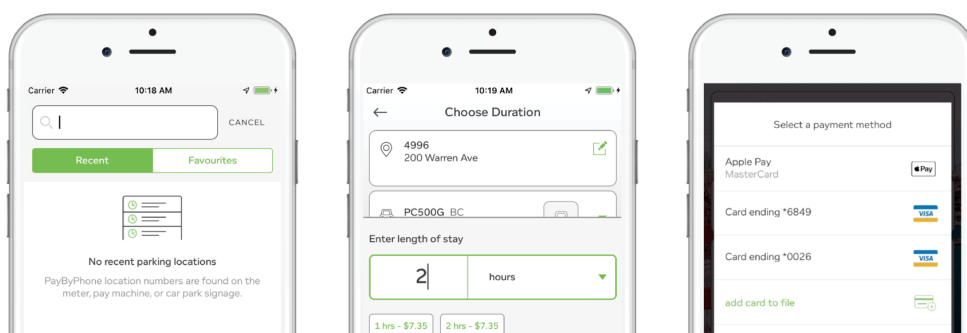 Carrier 10:18 AM
CANCEL
Recent Favourites
No recent parking locations
PayByPhone location numbers are found on the
meter, pay machine, or car park signage.
Carrier 10:19 AM
Choose Duration
4996
200 Warren Ave
PC500G BC
Enter length of stay
2 hours
1 hrs - $7.35 2 hrs - $7.35
Select a payment method
Apple Pay
MasterCard
Pay
Card ending *6849
VISA
Card ending *0026
VISA
add card to file